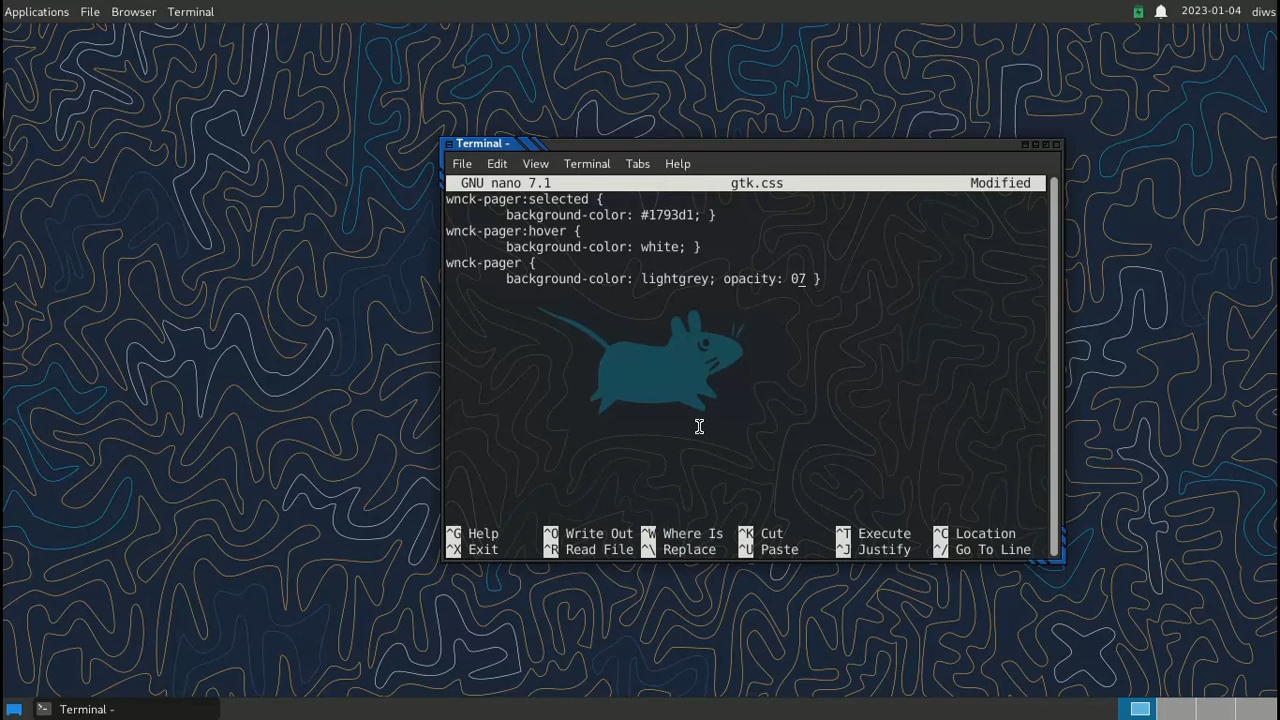 Applications File Browser Terminal 2023-01-04 diws
Terminal -
File Edit View Terminal Tabs Help
GNU nano 7.1 gtk.css Modified
wnck-pager:selected {
background-color: #1793d1; }
wnck-pager:hover {
background-color: white; }
wnck-pager {
background-color: lightgrey; opacity: 07 }
^G Help ^O Write Out ^W Where Is ^K Cut ^T Execute ^C Location
^X Exit ^R Read File ^\ Replace ^U Paste ^J Justify ^/ Go To Line
Terminal -